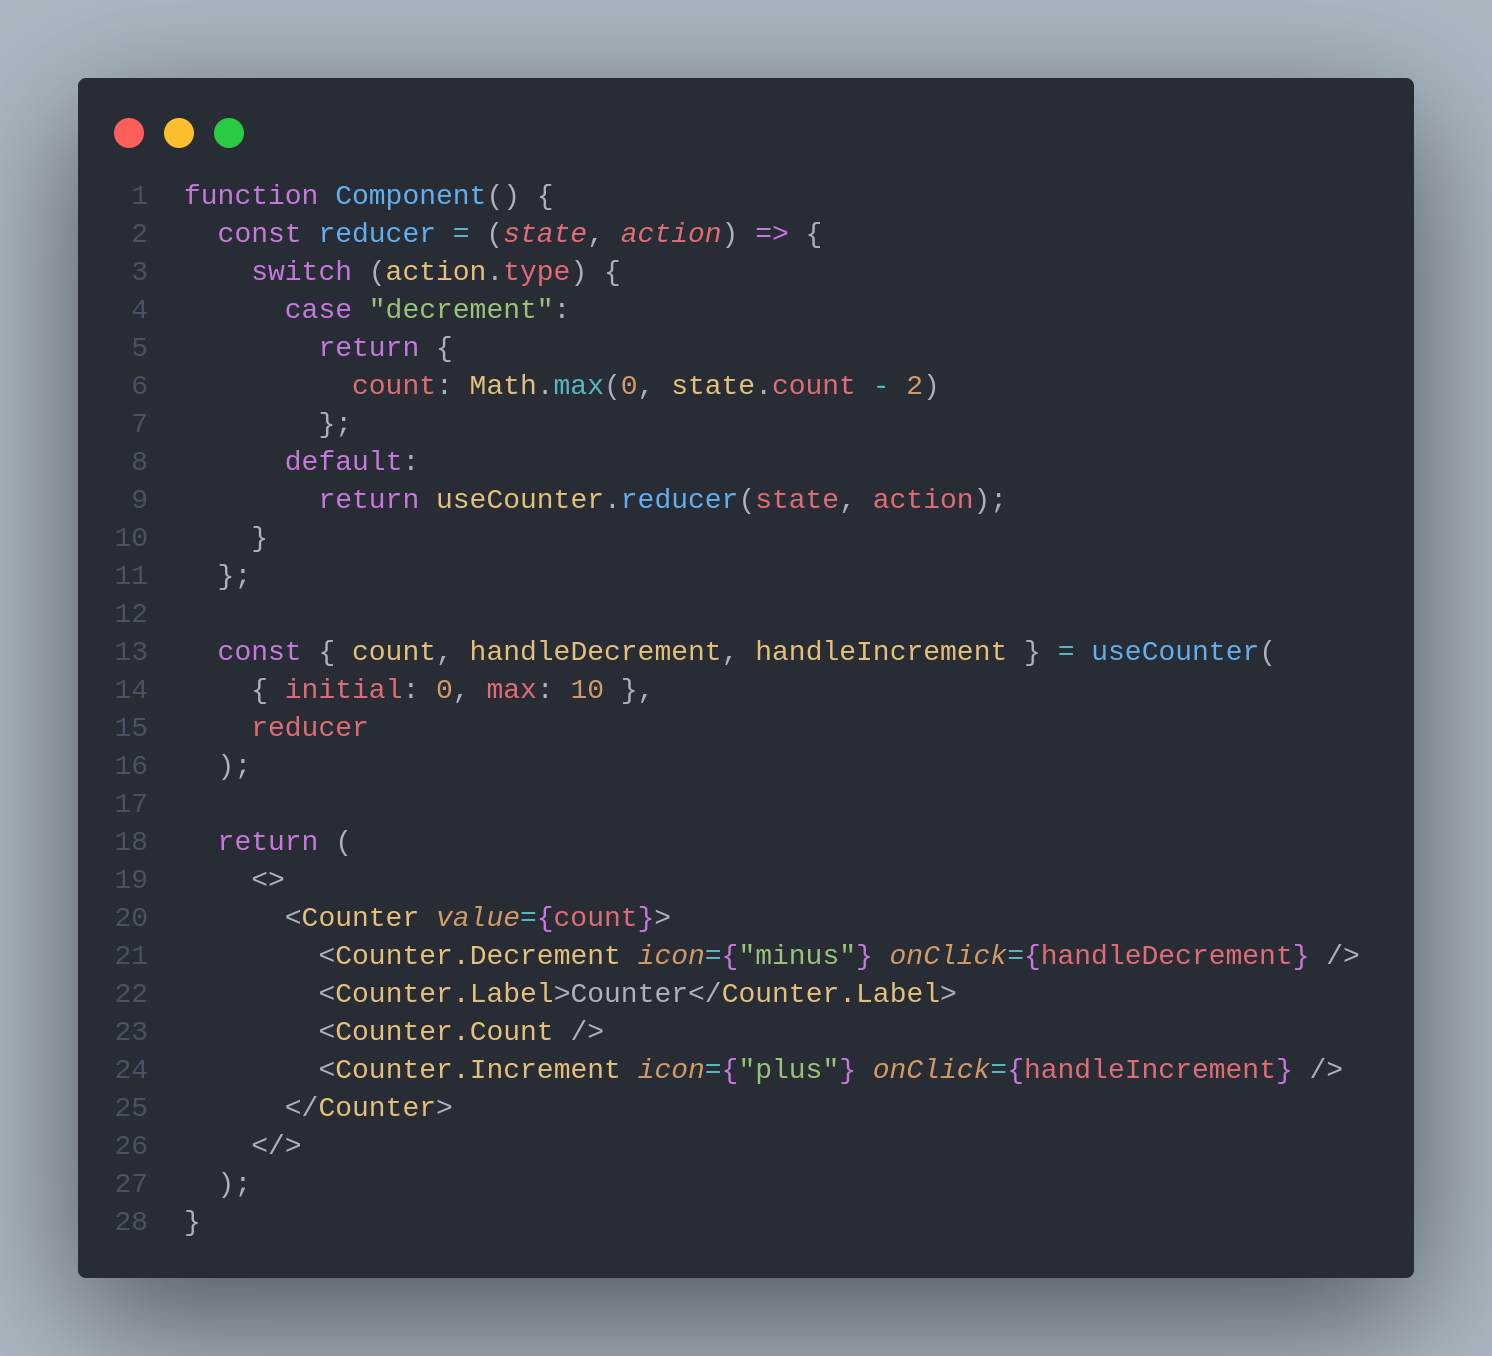 1 function Component() {
2   const reducer = (state, action) => {
3     switch (action.type) {
4       case "decrement":
5         return {
6           count: Math.max(0, state.count - 2)
7         };
8       default:
9         return useCounter.reducer(state, action);
10     }
11   };
12
13   const { count, handleDecrement, handleIncrement } = useCounter(
14     { initial: 0, max: 10 },
15     reducer
16   );
17
18   return (
19     <>
20       <Counter value={count}>
21         <Counter.Decrement icon={"minus"} onClick={handleDecrement} />
22         <Counter.Label>Counter</Counter.Label>
23         <Counter.Count />
24         <Counter.Increment icon={"plus"} onClick={handleIncrement} />
25       </Counter>
26     </>
27   );
28 }